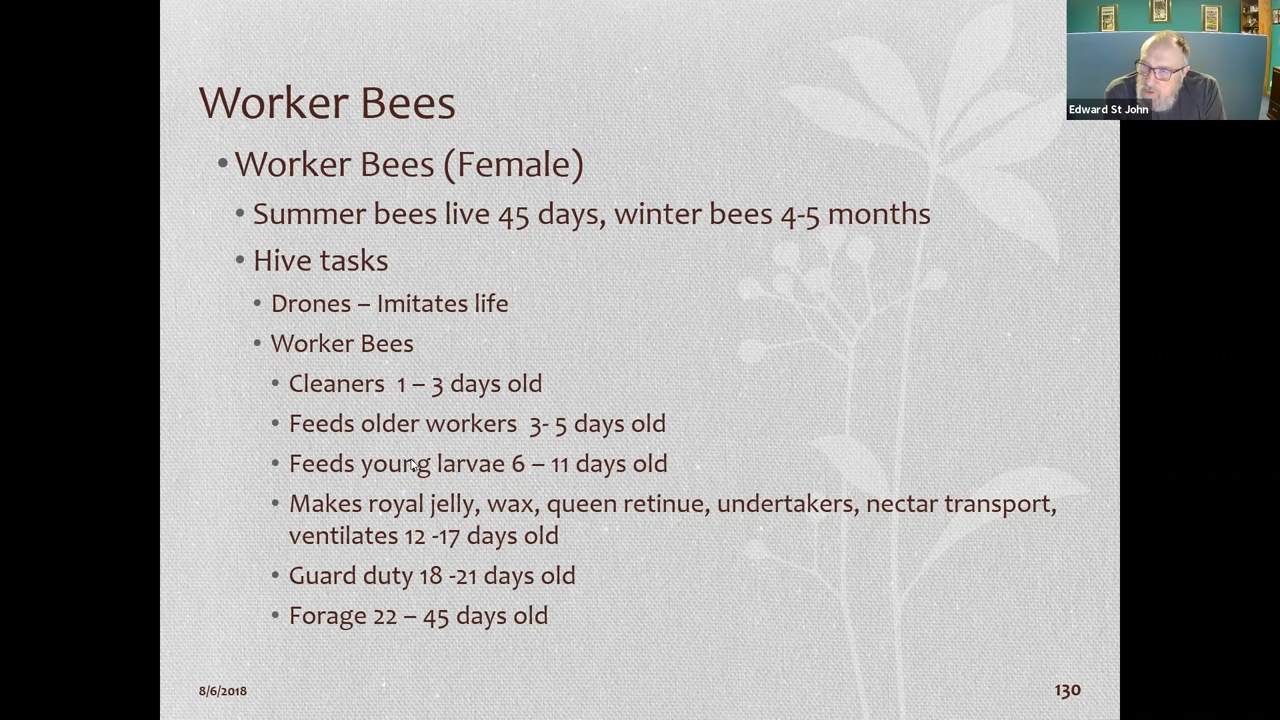 Worker Bees
• Worker Bees (Female)
• Summer bees live 45 days, winter bees 4-5 months
• Hive tasks
• Drones – Imitates life
• Worker Bees
• Cleaners  1 – 3 days old
• Feeds older workers  3- 5 days old
• Feeds young larvae 6 – 11 days old
• Makes royal jelly, wax, queen retinue, undertakers, nectar transport,
ventilates 12 -17 days old
• Guard duty 18 -21 days old
• Forage 22 – 45 days old
8/6/2018
130
Edward St John